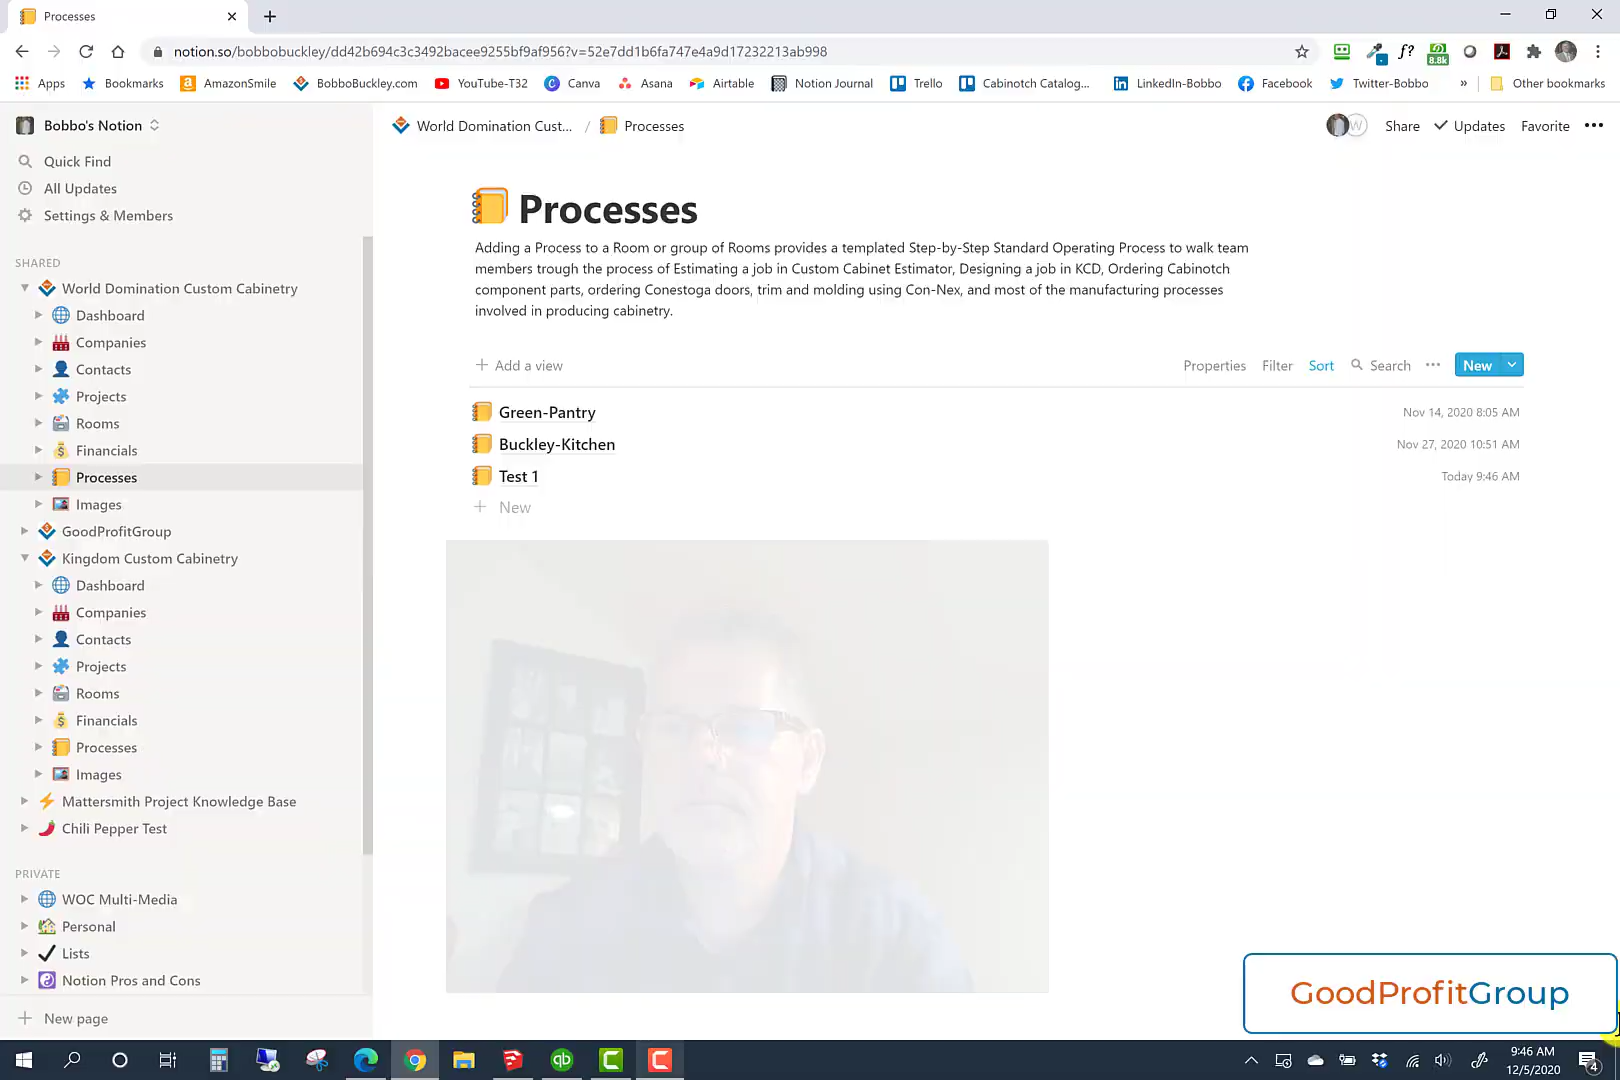 Processes
notion.so/bobbobuckley/dd42b694c3c3492bacee9255bf9af956?v=52e7dd1b6fa747e4a9d17232213ab998
f?
8.8k
Apps
Bookmarks
AmazonSmile
BobboBuckley.com
YouTube-T32
Canva
Asana
Airtable
Notion Journal
Trello
Cabinotch Catalog...
LinkedIn-Bobbo
Facebook
Twitter-Bobbo
»
Other bookmarks
Bobbo's Notion
Quick Find
All Updates
Settings & Members
SHARED
World Domination Custom Cabinetry
Dashboard
Companies
Contacts
Projects
Rooms
Financials
Processes
Images
GoodProfitGroup
Kingdom Custom Cabinetry
Dashboard
Companies
Contacts
Projects
Rooms
Financials
Processes
Images
Mattersmith Project Knowledge Base
Chili Pepper Test
PRIVATE
WOC Multi-Media
Personal
Lists
Notion Pros and Cons
+ New page
World Domination Cust... / Processes
W
Share
Updates
Favorite
•••
Processes
Adding a Process to a Room or group of Rooms provides a templated Step-by-Step Standard Operating Process to walk team
members trough the process of Estimating a job in Custom Cabinet Estimator, Designing a job in KCD, Ordering Cabinotch
component parts, ordering Conestoga doors, trim and molding using Con-Nex, and most of the manufacturing processes
involved in producing cabinetry.
+ Add a view
Properties
Filter
Sort
Search
•••
New
Green-Pantry Nov 14, 2020 8:05 AM
Buckley-Kitchen Nov 27, 2020 10:51 AM
Test 1 Today 9:46 AM
+ New
GoodProfitGroup
qb
C
C
9:46 AM
12/5/2020
4